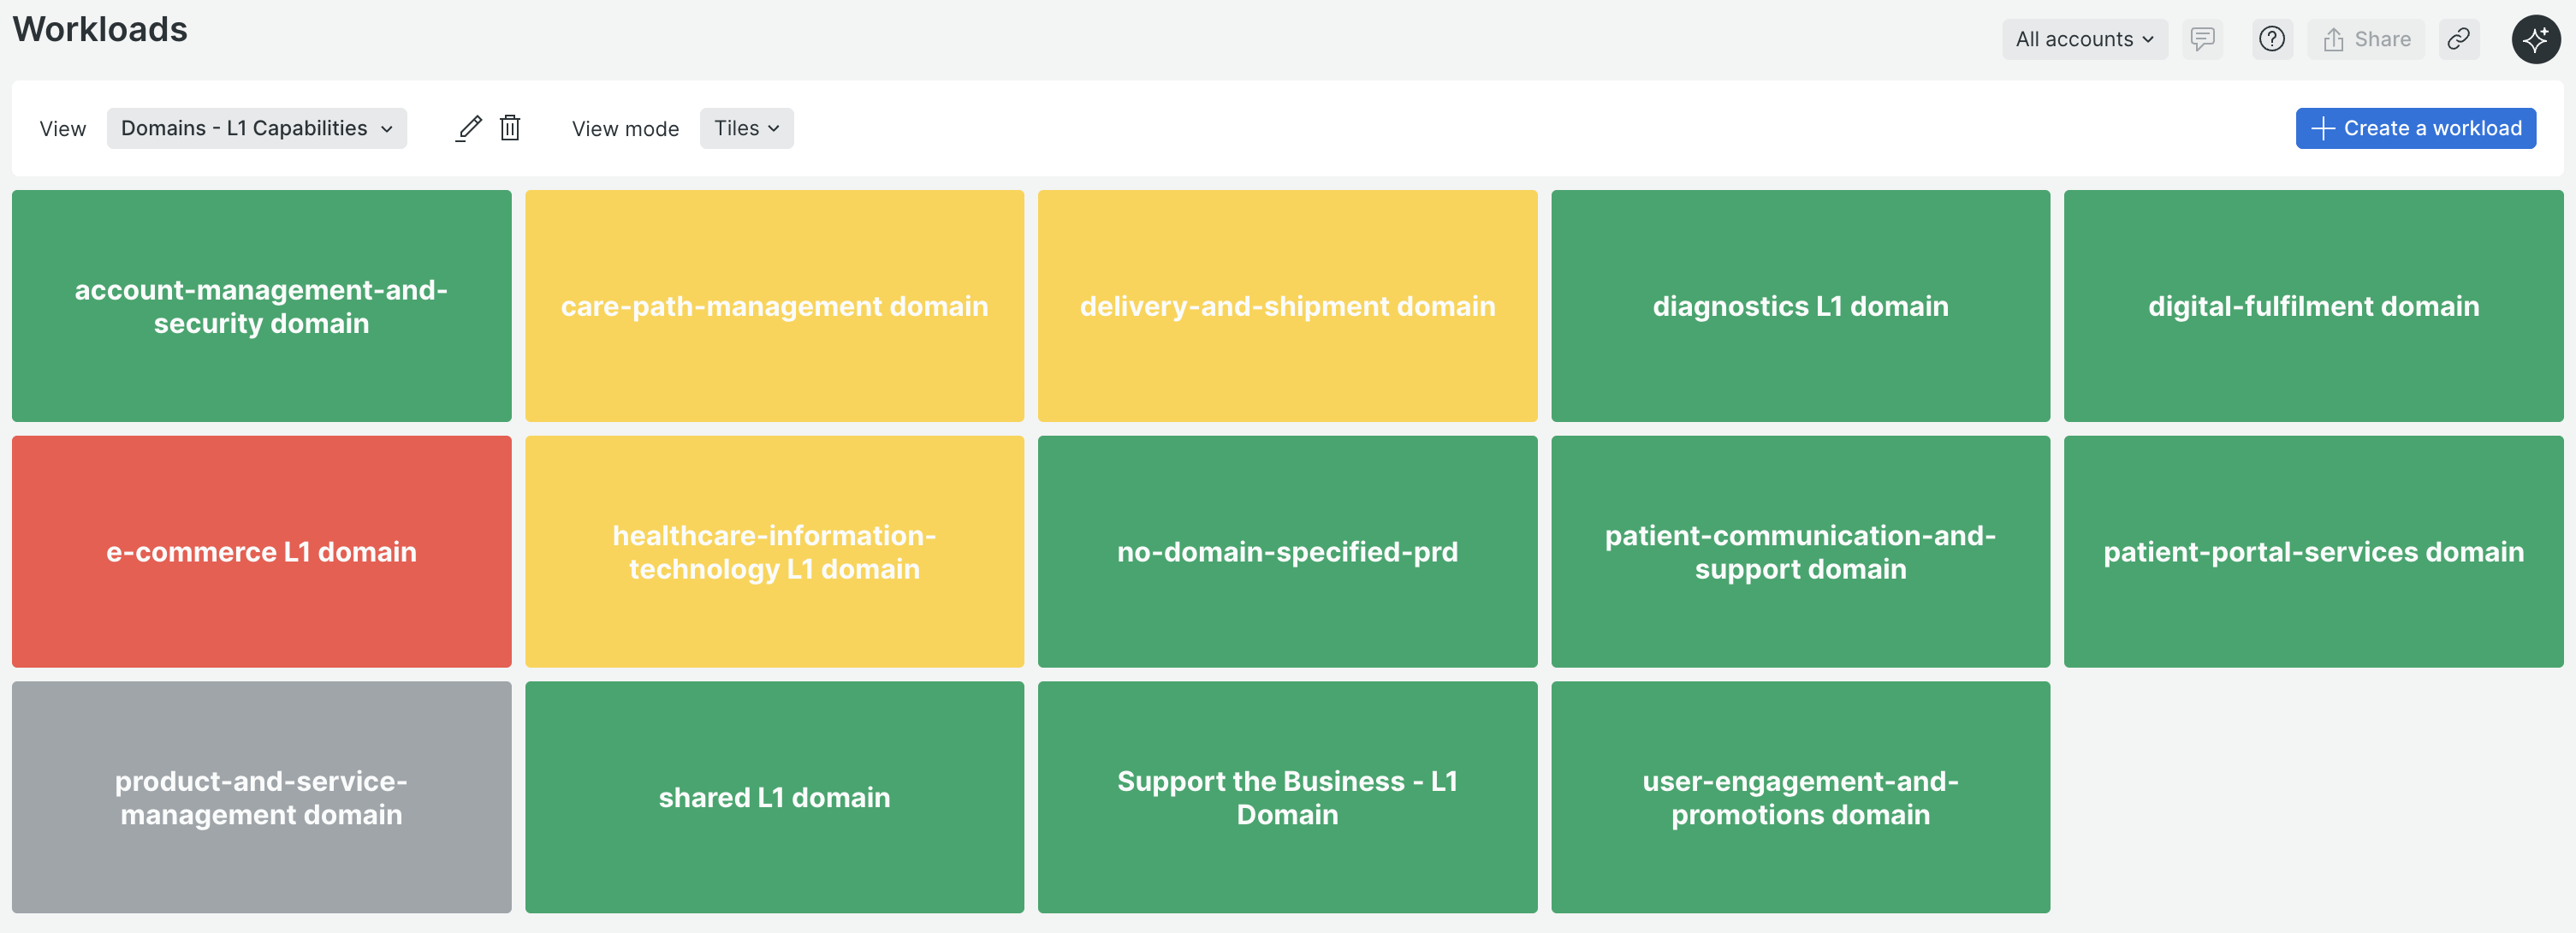 Workloads
All accounts
Share
View
Domains - L1 Capabilities
View mode
Tiles
Create a workload
account-management-and-
security domain
care-path-management domain
delivery-and-shipment domain
diagnostics L1 domain
digital-fulfilment domain
e-commerce L1 domain
healthcare-information-
technology L1 domain
no-domain-specified-prd
patient-communication-and-
support domain
patient-portal-services domain
product-and-service-
management domain
shared L1 domain
Support the Business - L1
Domain
user-engagement-and-
promotions domain